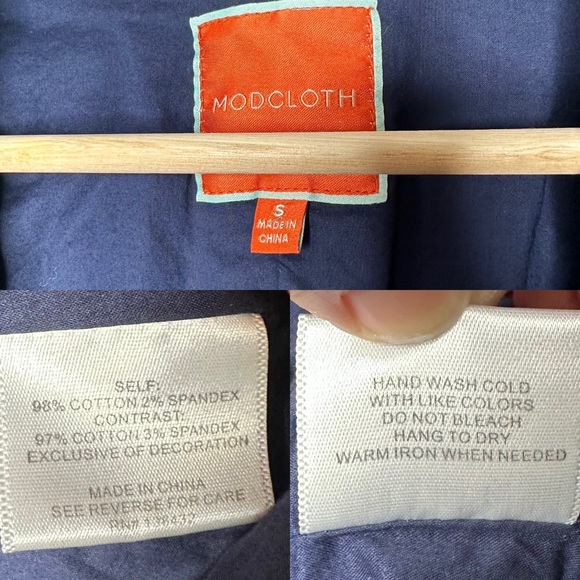 MODCLOTH
S
MADE IN
CHINA
SELF:
98% COTTON 2% SPANDEX
CONTRAST:
97% COTTON 3% SPANDEX
EXCLUSIVE OF DECORATION
MADE IN CHINA
SEE REVERSE FOR CARE
RN#
HAND WASH COLD
WITH LIKE COLORS
DO NOT BLEACH
HANG TO DRY
WARM IRON WHEN NEEDED